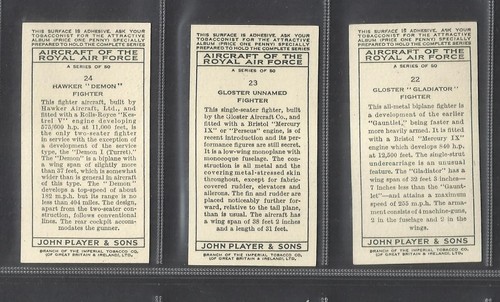 THIS SURFACE IS ADHESIVE. ASK YOUR
TOBACCONIST FOR THE ATTRACTIVE
ALBUM (PRICE ONE PENNY) SPECIALLY
PREPARED TO HOLD THE COMPLETE SERIES
AIRCRAFT OF THE
ROYAL AIR FORCE
A SERIES OF 50
24
HAWKER "DEMON"
FIGHTER
This fighter aircraft, built by
Hawker Aircraft, Ltd., and
fitted with a Rolls-Royce "Kes-
trel V" engine developing
h.p. at 11,000 feet, is
the only two-seater fighter
in service with the exception
of a development of the service
type, the Demon I (Turret).
The "Demon" is a biplane with
a wing span of slightly more
than 37 feet, which is somewhat
wider than is general in aircraft
of this type. The "Demon"
develops a top-speed of about
182 m.p.h. but its range is
no less than 494 miles. The design,
apart from the two-seater con-
struction, follows conventional
lines. The rear cockpit accom-
modates the gunner.
JOHN PLAYER & SONS
BRANCH OF THE IMPERIAL TOBACCO CO.
(OF GREAT BRITAIN & IRELAND), LTD.
THIS SURFACE IS ADHESIVE. ASK YOUR
TOBACCONIST FOR THE ATTRACTIVE
ALBUM (PRICE ONE PENNY) SPECIALLY
PREPARED TO HOLD THE COMPLETE SERIES
AIRCRAFT OF THE
ROYAL AIR FORCE
A SERIES OF 50
23
GLOSTER UNNAMED
FIGHTER
This single-seater fighter, built
by the Gloster Aircraft Co., and
fitted with a Bristol "Mercury
IX" or "Perseus" engine, is of
recent introduction and its per-
formance figures are still secret.
It is a low-wing monoplane with
monocoque fuselage. The con-
struction is all metal and the
covering metal-stressed skin
throughout, except for fabric-
covered rudder, elevators and
ailerons. The fin and rudder are
placed noticeably further for-
ward, relative to the tail plane,
than is usual. The aircraft has
a wing span of 38 feet 2 inches
and a length of 31 feet.
JOHN PLAYER & SONS
BRANCH OF THE IMPERIAL TOBACCO CO.
(OF GREAT BRITAIN & IRELAND), LTD.
THIS SURFACE IS ADHESIVE. ASK YOUR
TOBACCONIST FOR THE ATTRACTIVE
ALBUM (PRICE ONE PENNY) SPECIALLY
PREPARED TO HOLD THE COMPLETE SERIES
AIRCRAFT OF THE
ROYAL AIR FORCE
A SERIES OF 50
22
GLOSTER "GLADIATOR"
FIGHTER
This all-metal biplane fighter is
a development of the earlier
"Gauntlet," being faster and
more heavily armed. It is fitted
with a Bristol "Mercury IX"
engine which develops 840 h.p.
at 12,500 feet. The single-strut
undercarriage is an unusual
feature. The "Gladiator" has a
wing span of 32 feet 3 inches—
7 inches less than the "Gaunt-
let"—and attains a maximum
speed of 255 m.p.h. The arma-
ment consists of 4 machine-guns,
2 in the fuselage and 2 in the
wings.
JOHN PLAYER & SONS
BRANCH OF THE IMPERIAL TOBACCO CO.
(OF GREAT BRITAIN & IRELAND), LTD.